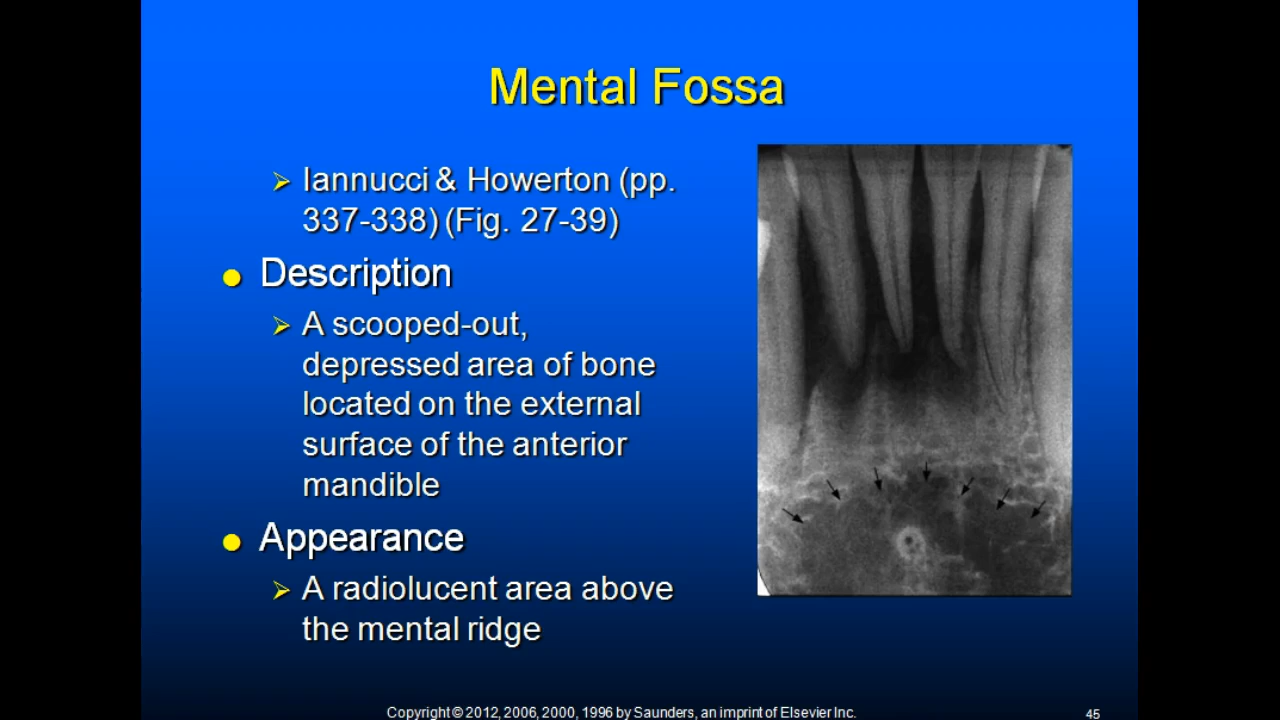 Mental Fossa
➢ Iannucci & Howerton (pp.
337-338) (Fig. 27-39)
● Description
➢ A scooped-out,
depressed area of bone
located on the external
surface of the anterior
mandible
● Appearance
➢ A radiolucent area above
the mental ridge
Copyright © 2012, 2006, 2000, 1996 by Saunders, an imprint of Elsevier Inc.
45